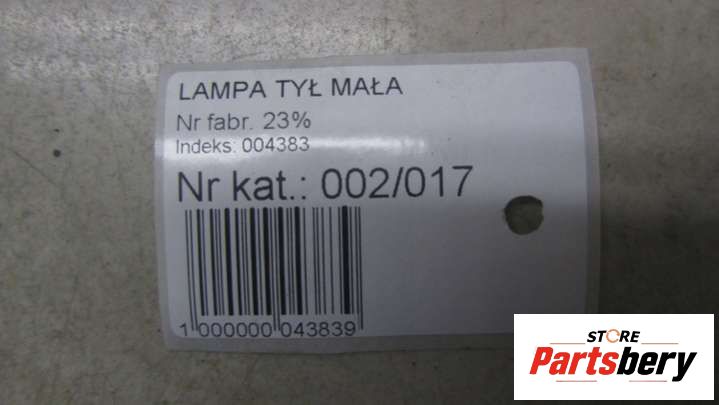 LAMPA TYŁ MAŁA
Nr fabr. 23%
Indeks: 004383
Nr kat.: 002/017
1 000000 043839
STORE
Partsbery